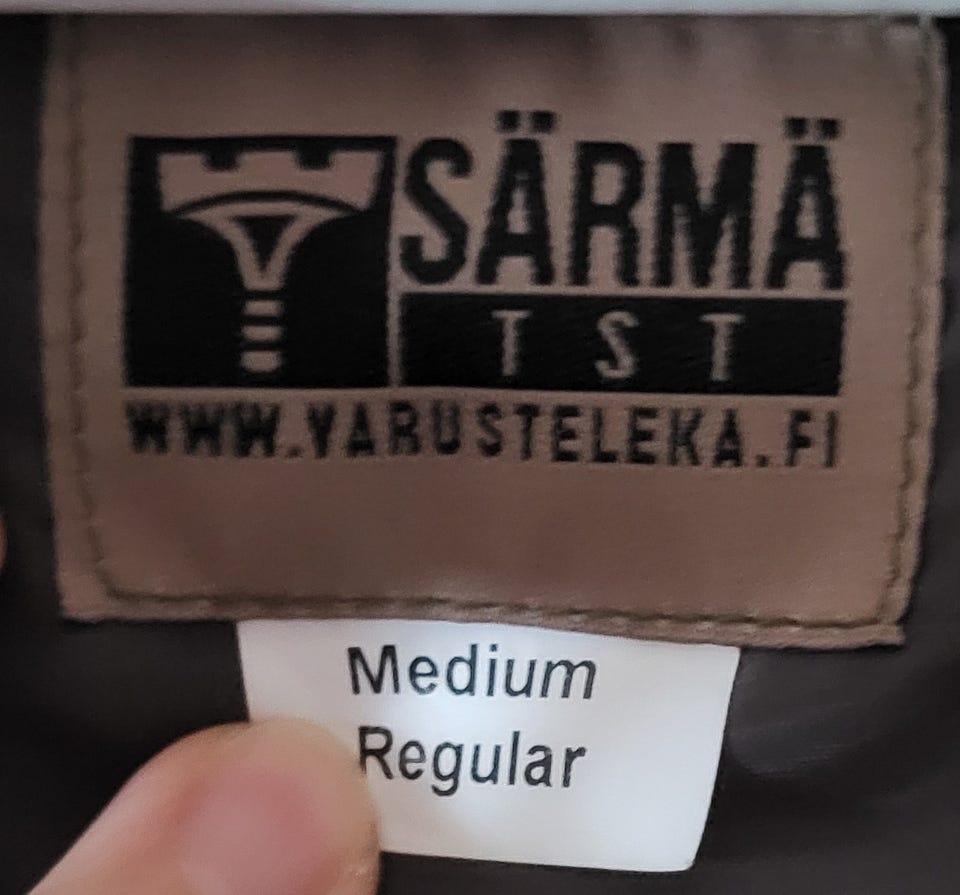 SÄRMÄ
TST
WWW.VARUSTELEKA.FI
Medium
Regular